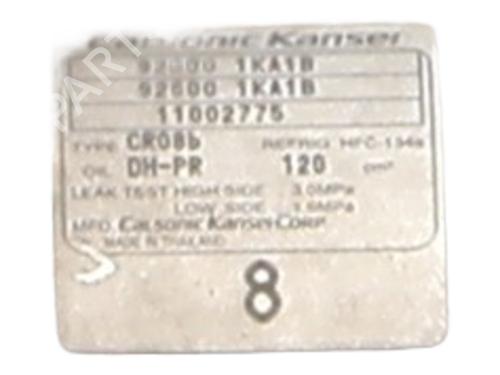 Calsonic Kansei
92600 1KA1B
92600 1KA1B
11002775
TYPE CR08b REFRIG HFC-134a
OIL DH-PR 120 cm³
LEAK TEST HIGH SIDE 3.0MPa
LOW SIDE 1.6MPa
MFD. Calsonic Kansei CORP.
MADE IN THAILAND
8